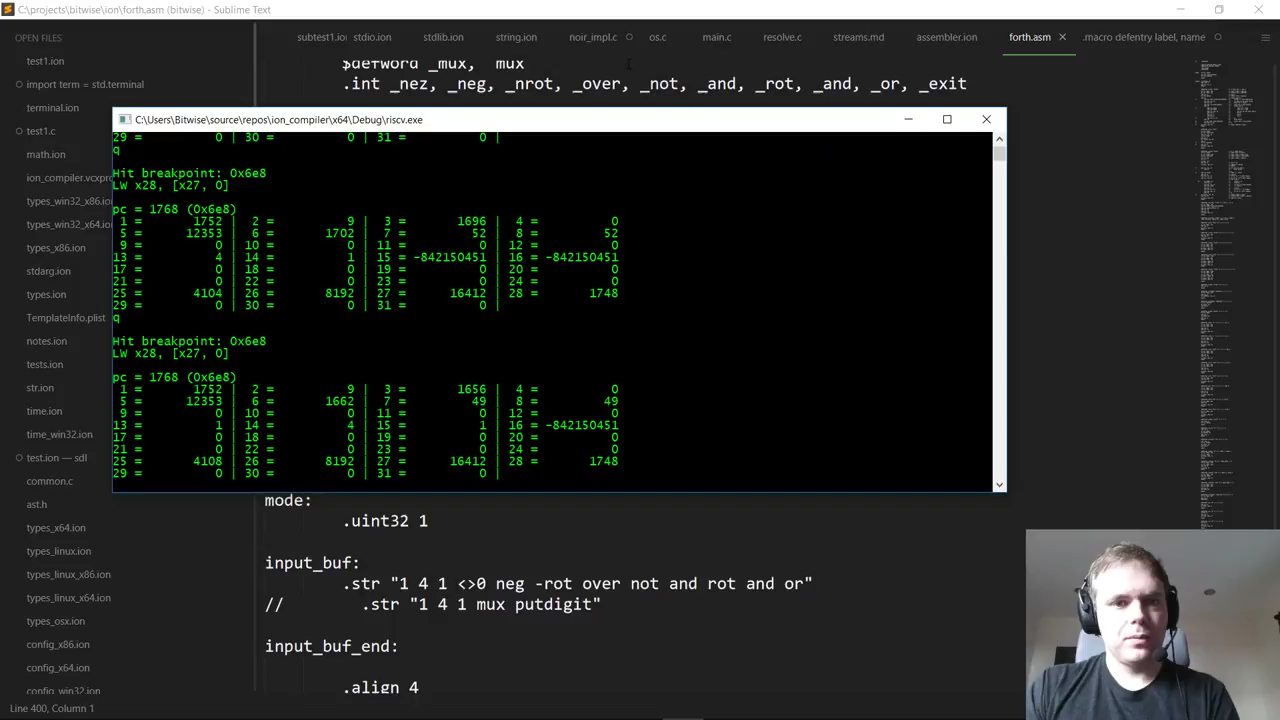 C:\projects\bitwise\ion\forth.asm (bitwise) - Sublime Text
OPEN FILES
subtest1.io stdio.ion stdlib.ion string.ion noir_impl.c os.c main.c resolve.c streams.md assembler.ion forth.asm .macro defentry label, name
test1.ion
import term = std.terminal
terminal.ion
test1.c
math.ion
ion_compiler.vcxpro
types_win32_x86.io
types_win32_x64.io
types_x86.ion
stdarg.ion
types.ion
TemplateInfo.plist
notes.ion
tests.ion
str.ion
time.ion
time_win32.ion
test.ion — sdl
common.c
ast.h
types_x64.ion
types_linux.ion
types_linux_x86.ion
types_linux_x64.ion
types_osx.ion
config_x86.ion
config_x64.ion
config_win32.ion
$defword _mux, mux
.int _nez, _neg, _nrot, _over, _not, _and, _rot, _and, _or, _exit
C:\Users\Bitwise\source\repos\ion_compiler\x64\Debug\riscv.exe
29 = 0 | 30 = 0 | 31 = 0 |
q
Hit breakpoint: 0x6e8
LW x28, [x27, 0]
pc = 1768 (0x6e8)
1 = 1752 | 2 = 9 | 3 = 1696 | 4 = 0
5 = 12353 | 6 = 1702 | 7 = 52 | 8 = 52
9 = 0 | 10 = 0 | 11 = 0 | 12 = 0
13 = 4 | 14 = 1 | 15 = -842150451 | 16 = -842150451
17 = 0 | 18 = 0 | 19 = 0 | 20 = 0
21 = 0 | 22 = 0 | 23 = 0 | 24 = 0
25 = 4104 | 26 = 8192 | 27 = 16412 | 28 = 1748
29 = 0 | 30 = 0 | 31 = 0 |
q
Hit breakpoint: 0x6e8
LW x28, [x27, 0]
pc = 1768 (0x6e8)
1 = 1752 | 2 = 9 | 3 = 1656 | 4 = 0
5 = 12353 | 6 = 1662 | 7 = 49 | 8 = 49
9 = 0 | 10 = 0 | 11 = 0 | 12 = 0
13 = 1 | 14 = 4 | 15 = 1 | 16 = -842150451
17 = 0 | 18 = 0 | 19 = 0 | 20 = 0
21 = 0 | 22 = 0 | 23 = 0 | 24 = 0
25 = 4108 | 26 = 8192 | 27 = 16412 | 28 = 1748
29 = 0 | 30 = 0 | 31 = 0 |
mode:
.uint32 1
input_buf:
.str "1 4 1 <>0 neg -rot over not and rot and or"
// .str "1 4 1 mux putdigit"
input_buf_end:
.align 4
Line 400, Column 1